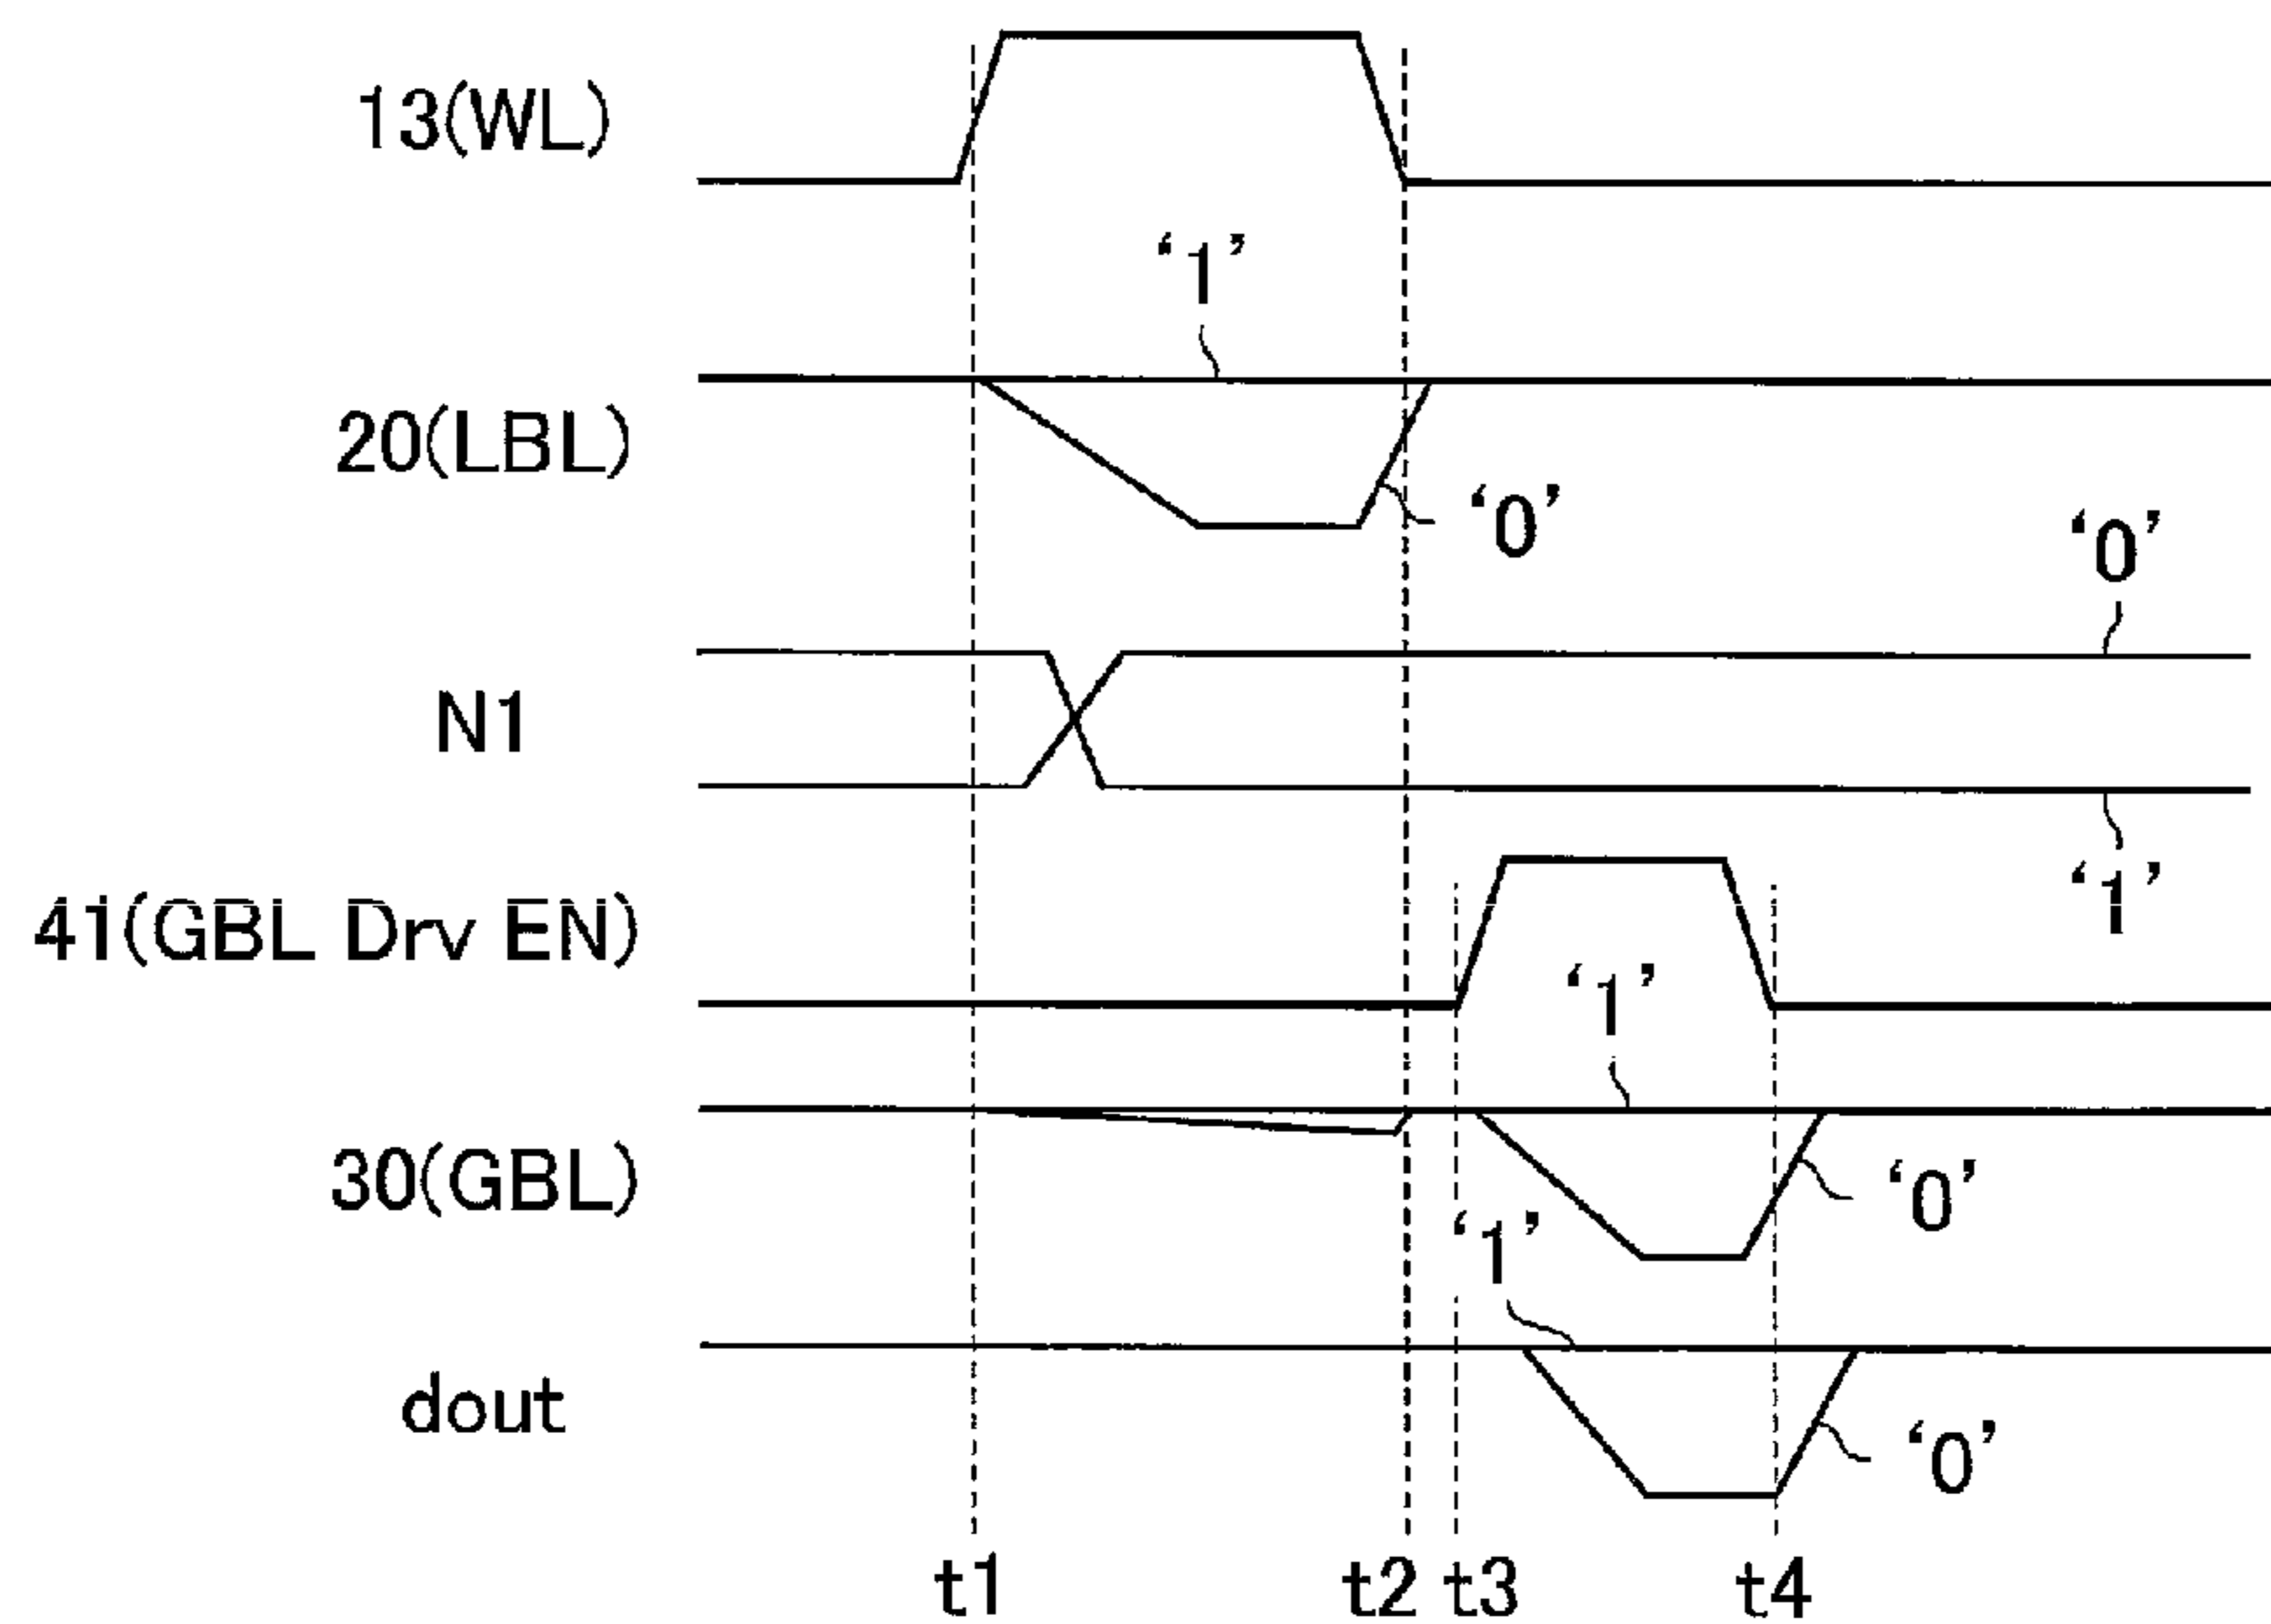 13(WL)
‘1’
20(LBL)
‘0’
‘0’
N1
‘1’
41(GBL Drv EN)
‘1’
30(GBL)
‘0’
‘1’
dout
‘0’
t1 t2 t3 t4